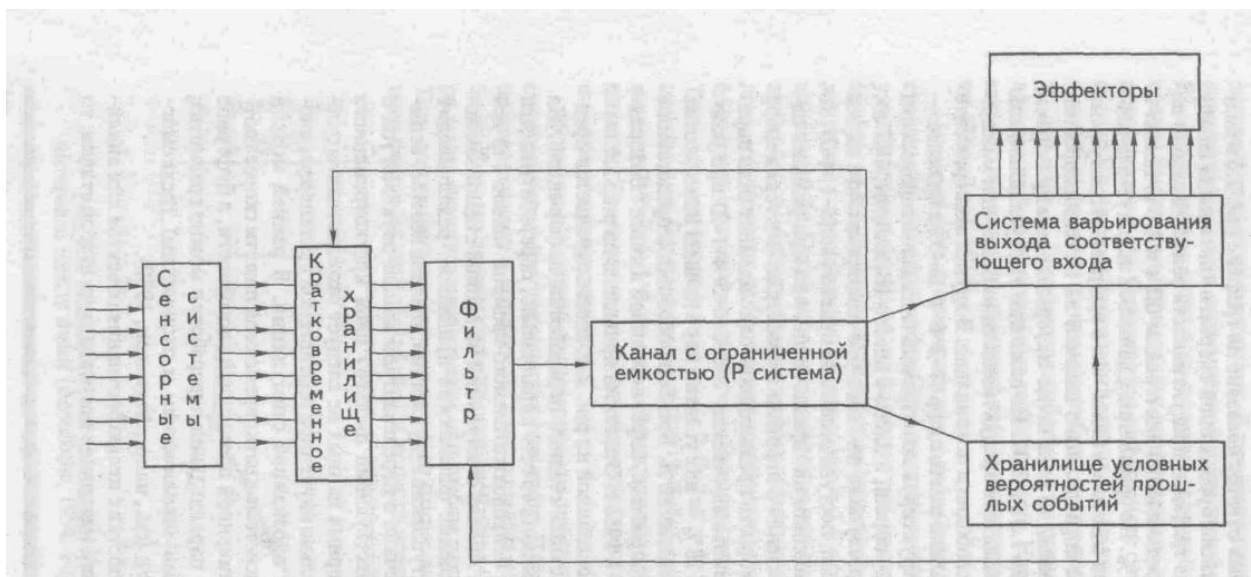 Эффекторы
Система варьирования
выхода соответству-
ющего входа
Сенсорные
системы
Кратковременное
хранилище
Фильтр
Канал с ограниченной
емкостью (Р система)
Хранилище условных
вероятностей прош-
лых событий